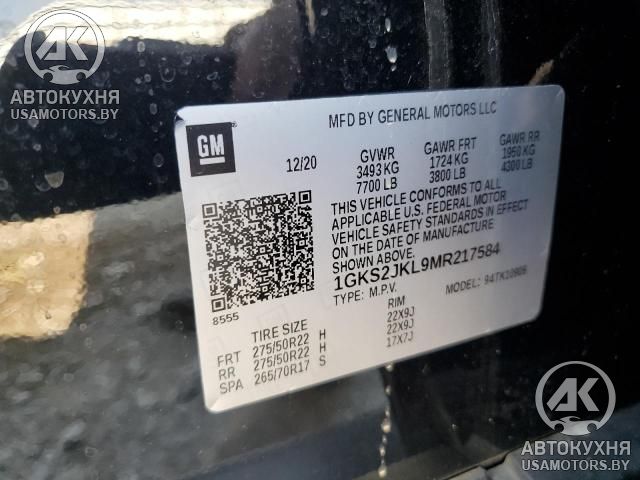 AK
АВТОКУХНЯ
USAMOTORS.BY
MFD BY GENERAL MOTORS LLC
GM
12/20
GVWR GAWR FRT GAWR RR
3493 KG 1724 KG 1950 KG
7700 LB 3800 LB 4300 LB
THIS VEHICLE CONFORMS TO ALL
APPLICABLE U.S. FEDERAL MOTOR
VEHICLE SAFETY STANDARDS IN EFFECT
ON THE DATE OF MANUFACTURE
SHOWN ABOVE.
1GKS2JKL9MR217584
TYPE: M.P.V. MODEL: 94TK10906
8555
TIRE SIZE RIM
FRT 275/50R22 H 22X9J
RR 275/50R22 H 22X9J
SPA 265/70R17 S 17X7J
AK
АВТОКУХНЯ
USAMOTORS.BY